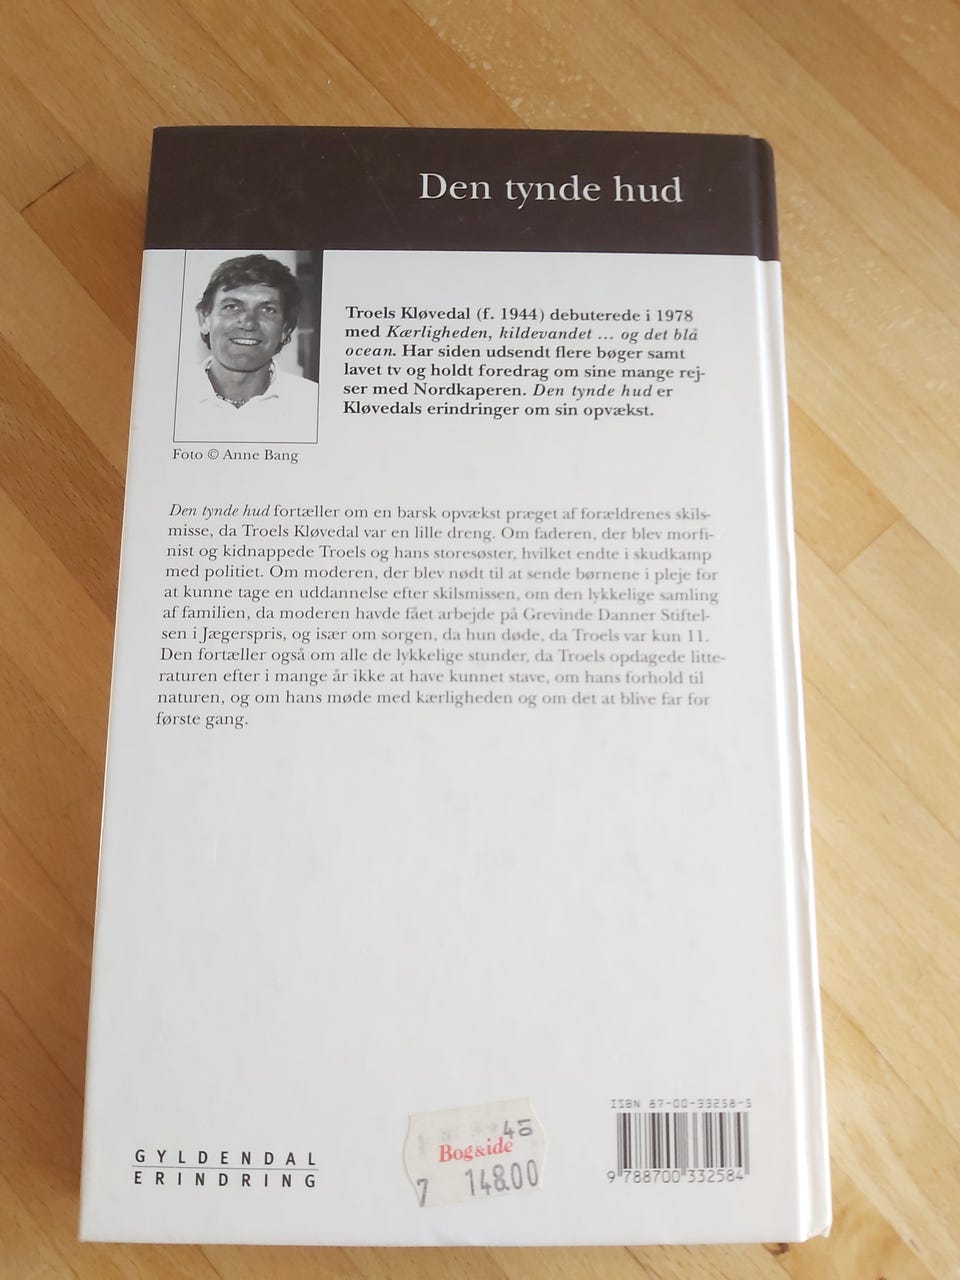 Den tynde hud
Troels Kløvedal (f. 1944) debuterede i 1978
med Kærligheden, kildevandet ... og det blå
ocean. Har siden udsendt flere bøger samt
lavet tv og holdt foredrag om sine mange rej-
ser med Nordkaperen. Den tynde hud er
Kløvedals erindringer om sin opvækst.
Foto © Anne Bang
Den tynde hud fortæller om en barsk opvækst præget af forældrenes skils-
misse, da Troels Kløvedal var en lille dreng. Om faderen, der blev morfi-
nist og kidnappede Troels og hans storesøster, hvilket endte i skudkamp
med politiet. Om moderen, der blev nødt til at sende børnene i pleje for
at kunne tage en uddannelse efter skilsmissen, om den lykkelige samling
af familien, da moderen havde fået arbejde på Grevinde Danner Stiftel-
sen i Jægerspris, og især om sorgen, da hun døde, da Troels var kun 11.
Den fortæller også om alle de lykkelige stunder, da Troels opdagede litte-
raturen efter i mange år ikke at have kunnet stave, om hans forhold til
naturen, og om hans møde med kærligheden og om det at blive far for
første gang.
GYLDENDAL
ERINDRING
Bog&ide
7 148.00
ISBN 87-00-33258-5
9 788700 332584